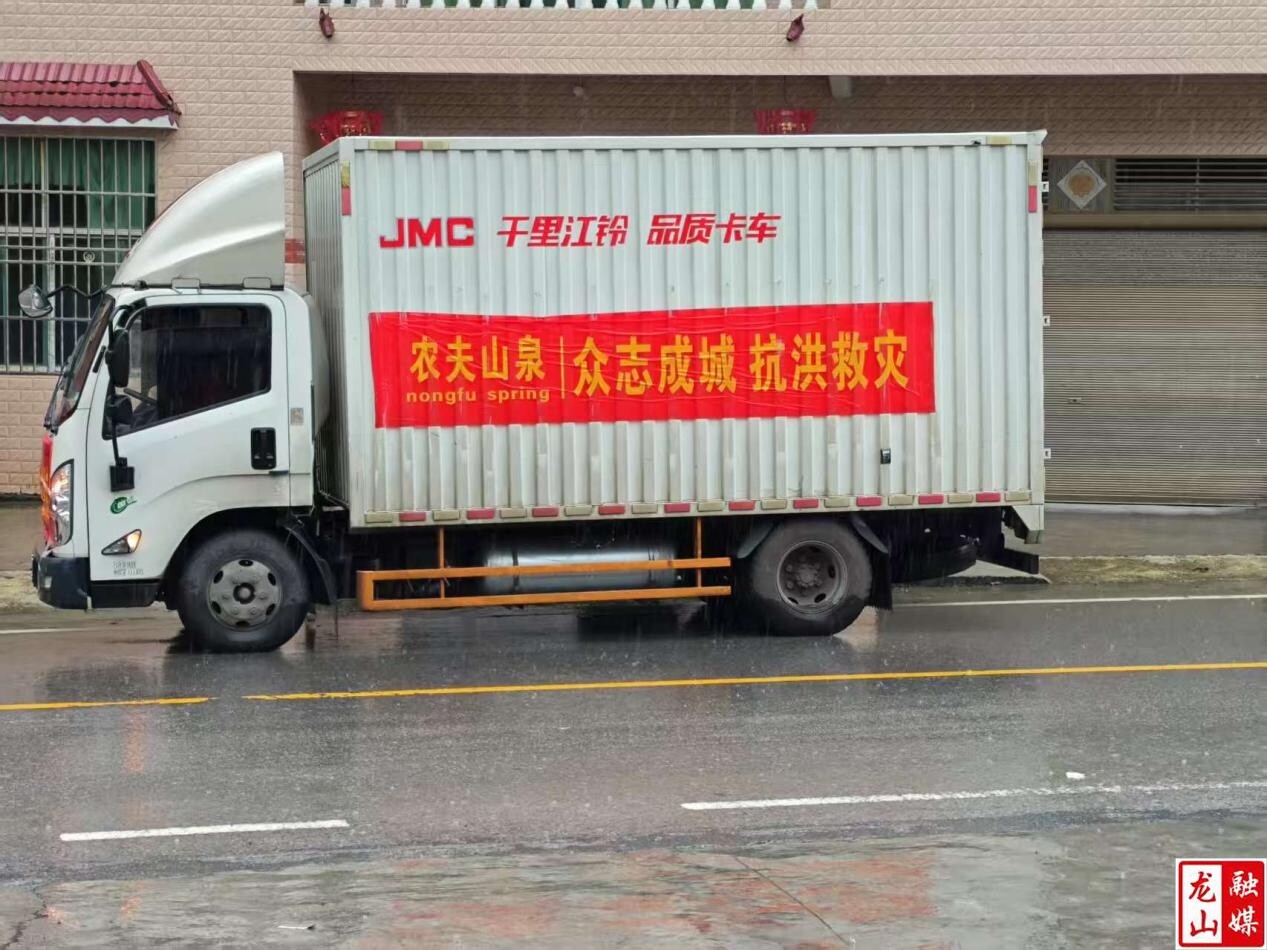 JMC 千里江铃 品质卡车
农夫山泉 众志成城 抗洪救灾
nongfu spring
龙山 融媒